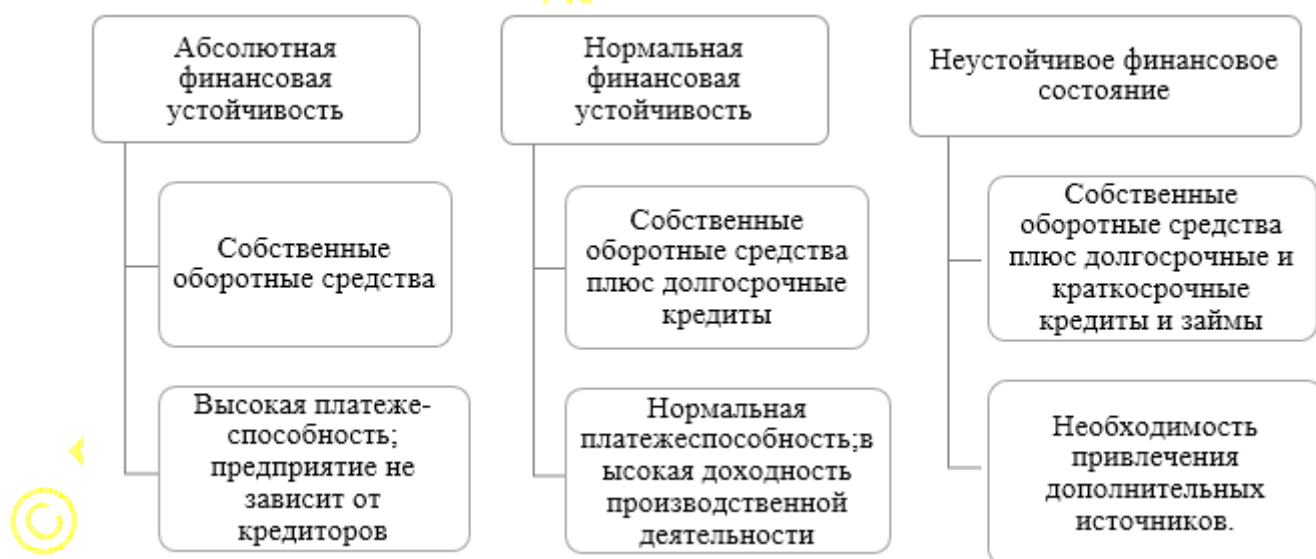 Абсолютная
финансовая
устойчивость
Собственные
оборотные средства
Высокая платеже-
способность;
предприятие не
зависит от
кредиторов
Нормальная
финансовая
устойчивость
Собственные
оборотные средства
плюс долгосрочные
кредиты
Нормальная
платежеспособность;в
ысокая доходность
производственной
деятельности
Неустойчивое финансовое
состояние
Собственные
оборотные средства
плюс долгосрочные и
краткосрочные
кредиты и займы
Необходимость
привлечения
дополнительных
источников.